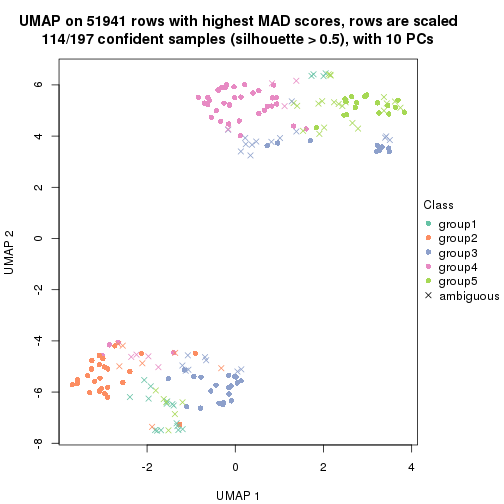 UMAP on 51941 rows with highest MAD scores, rows are scaled
114/197 confident samples (silhouette > 0.5), with 10 PCs
6
4
2
0
-2
-4
-6
-8
UMAP 2
-2
0
2
4
UMAP 1
Class
group1
group2
group3
group4
group5
ambiguous